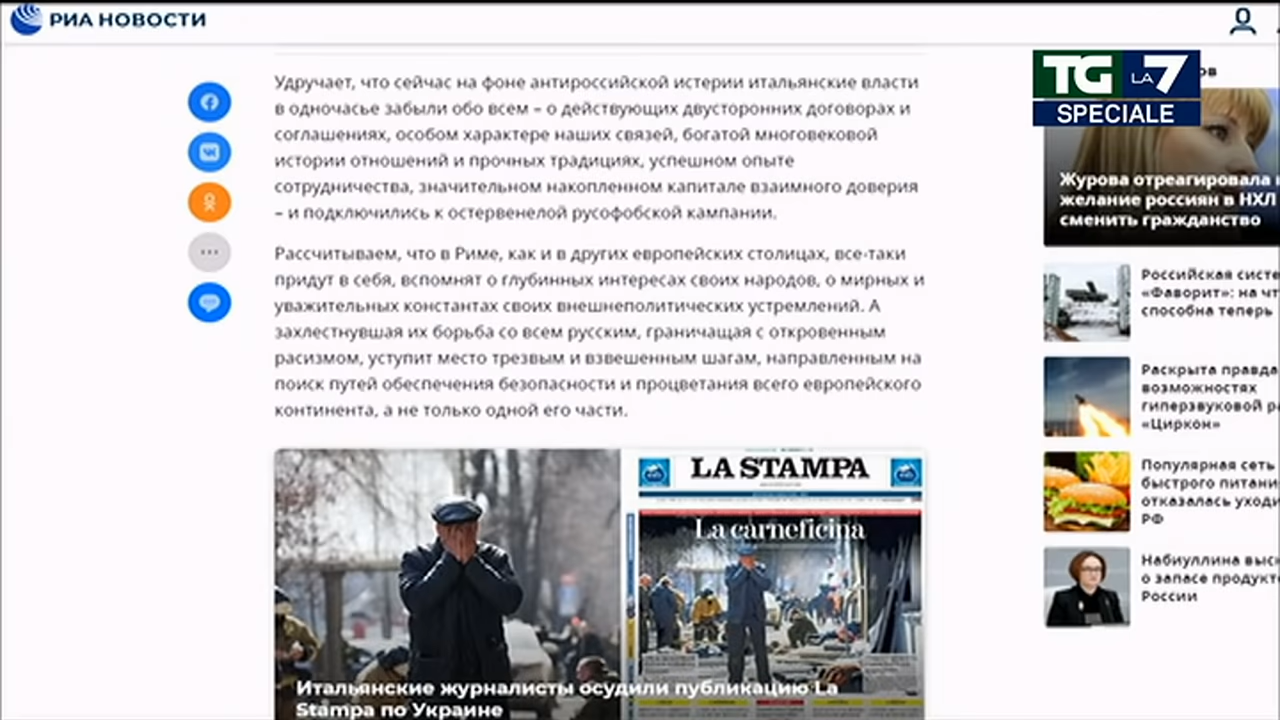 РИА НОВОСТИ
TG LA7
SPECIALE
Удручает, что сейчас на фоне антироссийской истерии итальянские власти
в одночасье забыли обо всем – о действующих двусторонних договорах и
соглашениях, особом характере наших связей, богатой многовековой
истории отношений и прочных традициях, успешном опыте
сотрудничества, значительном накопленном капитале взаимного доверия
– и подключились к остервенелой русофобской кампании.
Рассчитываем, что в Риме, как и в других европейских столицах, все-таки
придут в себя, вспомнят о глубинных интересах своих народов, о мирных и
уважительных константах своих внешнеполитических устремлений. А
захлестнувшая их борьба со всем русским, граничащая с откровенным
расизмом, уступит место трезвым и взвешенным шагам, направленным на
поиск путей обеспечения безопасности и процветания всего европейского
континента, а не только одной его части.
LA STAMPA
La carneficina
Итальянские журналисты осудили публикацию La
Stampa по Украине
Журова отреагировала
желание россиян в НХЛ
сменить гражданство
Российская систе
«Фаворит»: на чт
способна теперь
Раскрыта правда
возможностях
гиперзвуковой ра
«Циркон»
Популярная сеть
быстрого питани
отказалась уходи
РФ
Набиуллина выс
о запасе продукт
России